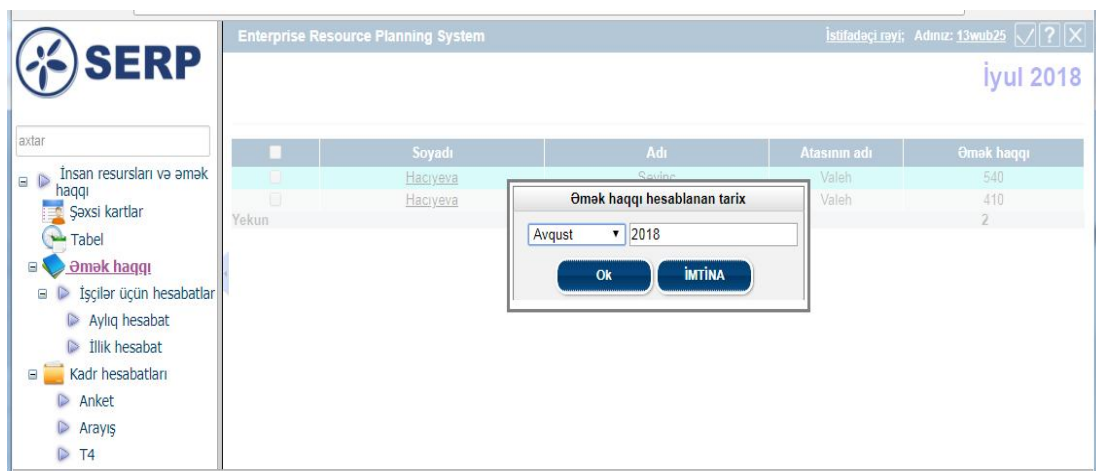 SERP
Enterprise Resource Planning System
İstifadəçi rəyi; Adınız: 13wub25
İyul 2018
axtar
İnsan resursları və əmək
haqqı
Şəxsi kartlar
Tabel
Əmək haqqı
İşçilər üçün hesabatlar
Aylıq hesabat
İllik hesabat
Kadr hesabatları
Anket
Arayış
T4
Soyadı Adı Atasının adı Əmək haqqı
Hacıyeva Sevinc Valeh 540
Hacıyeva Valeh 410
Yekun 2
Əmək haqqı hesablanan tarix
Avqust 2018
Ok İMTİNA